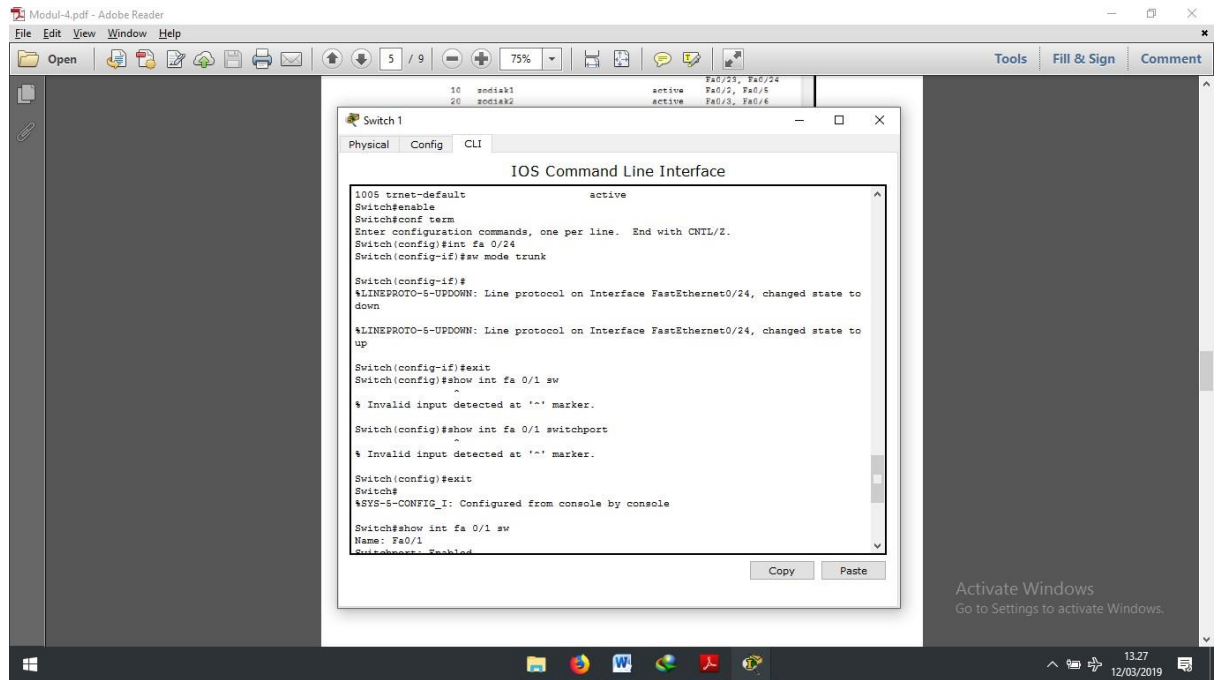 Modul-4.pdf - Adobe Reader
File Edit View Window Help
Open 5 / 9 75% Tools Fill & Sign Comment
Fa0/23, Fa0/24
10 zodiak1 active Fa0/2, Fa0/5
20 zodiak2 active Fa0/3, Fa0/6
Switch 1
Physical Config CLI
IOS Command Line Interface
1005 trnet-default active
Switch#enable
Switch#conf term
Enter configuration commands, one per line. End with CNTL/Z.
Switch(config)#int fa 0/24
Switch(config-if)#sw mode trunk
Switch(config-if)#
%LINEPROTO-5-UPDOWN: Line protocol on Interface FastEthernet0/24, changed state to
down
%LINEPROTO-5-UPDOWN: Line protocol on Interface FastEthernet0/24, changed state to
up
Switch(config-if)#exit
Switch(config)#show int fa 0/1 sw
^
% Invalid input detected at '^' marker.
Switch(config)#show int fa 0/1 switchport
^
% Invalid input detected at '^' marker.
Switch(config)#exit
Switch#
%SYS-5-CONFIG_I: Configured from console by console
Switch#show int fa 0/1 sw
Name: Fa0/1
Switchport: Enabled
Copy Paste
Activate Windows
Go to Settings to activate Windows.
13.27
12/03/2019